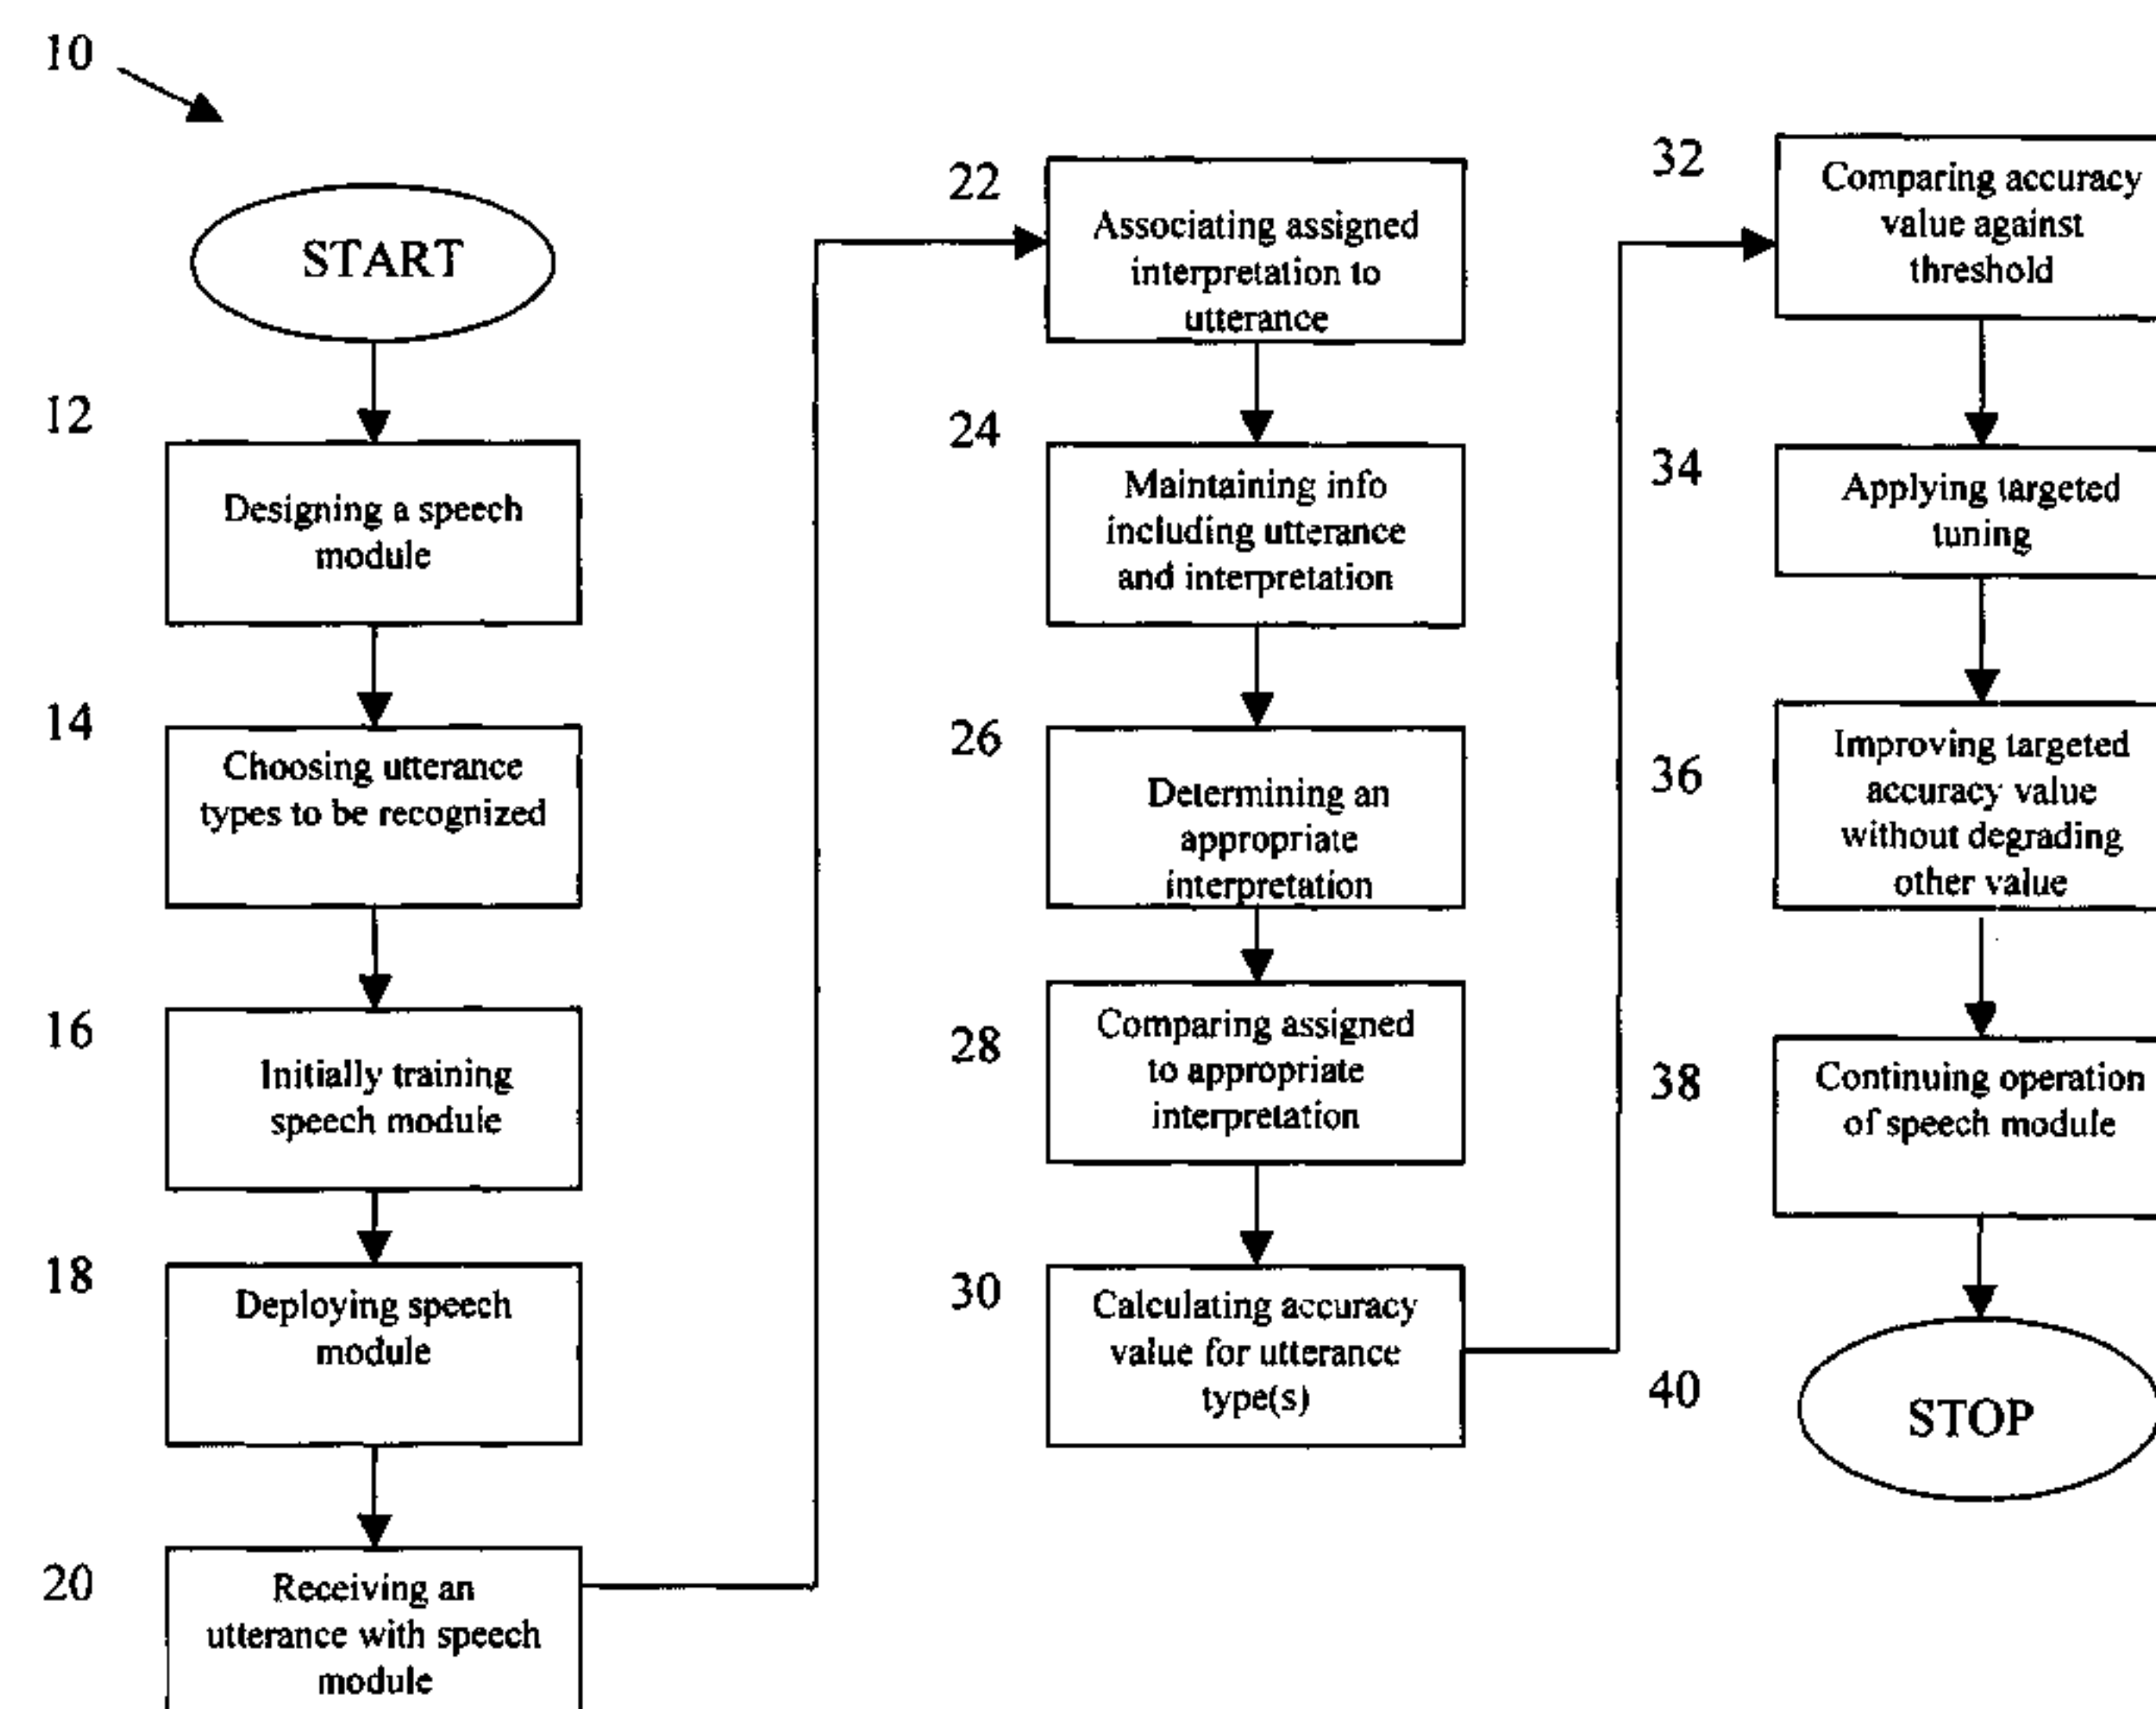 10
START
12
Designing a speech
module
14
Choosing utterance
types to be recognized
16
Initially training
speech module
18
Deploying speech
module
20
Receiving an
utterance with speech
module
22
Associating assigned
interpretation to
utterance
24
Maintaining info
including utterance
and interpretation
26
Determining an
appropriate
interpretation
28
Comparing assigned
to appropriate
interpretation
30
Calculating accuracy
value for utterance
type(s)
32
Comparing accuracy
value against
threshold
34
Applying targeted
tuning
36
Improving targeted
accuracy value
without degrading
other value
38
Continuing operation
of speech module
40
STOP